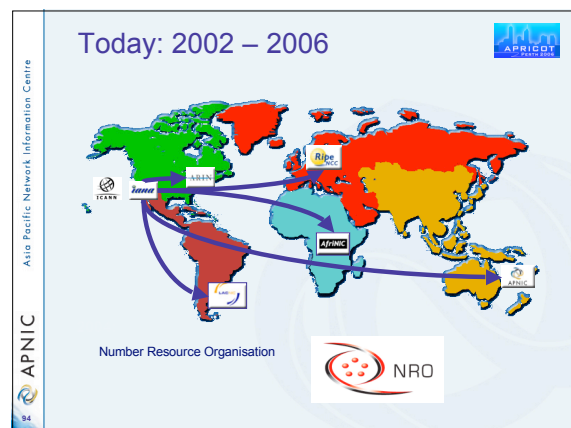 Today: 2002 – 2006
APRICOT
PERTH 2006
Asia Pacific Network Information Centre
ICANN
iana
ARIN
Ripe
NCC
AfriNIC
APNIC
Number Resource Organisation
NRO
APNIC
94